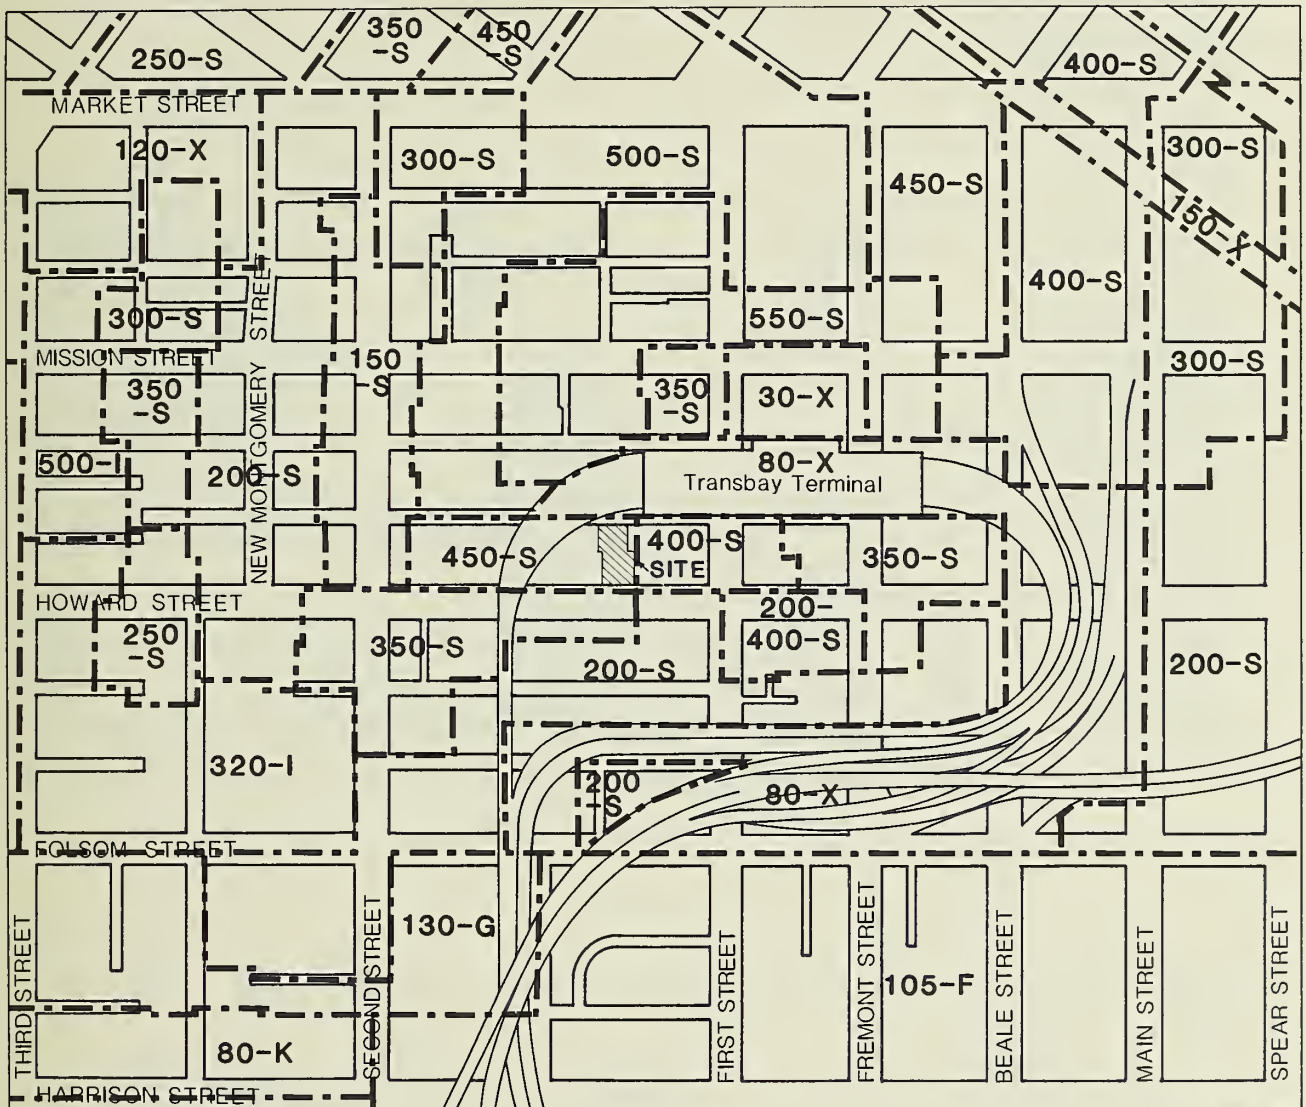 350
-S
450
-S
250-S
400-S
MARKET STREET
120-X
300-S
500-S
450-S
300-S
150-X
400-S
300-S
550-S
MISSION STREET
150
-S
300-S
350
-S
350
-S
30-X
NEW MONTGOMERY STREET
500-I
200-S
80-X
Transbay Terminal
450-S
400-S
350-S
SITE
HOWARD STREET
200-
400-S
250
-S
350-S
200-S
200-S
320-I
200
-S
80-X
FOLSOM STREET
130-G
105-F
THIRD STREET
SECOND STREET
FIRST STREET
FREMONT STREET
BEALE STREET
MAIN STREET
SPEAR STREET
80-K
HARRISON STREET